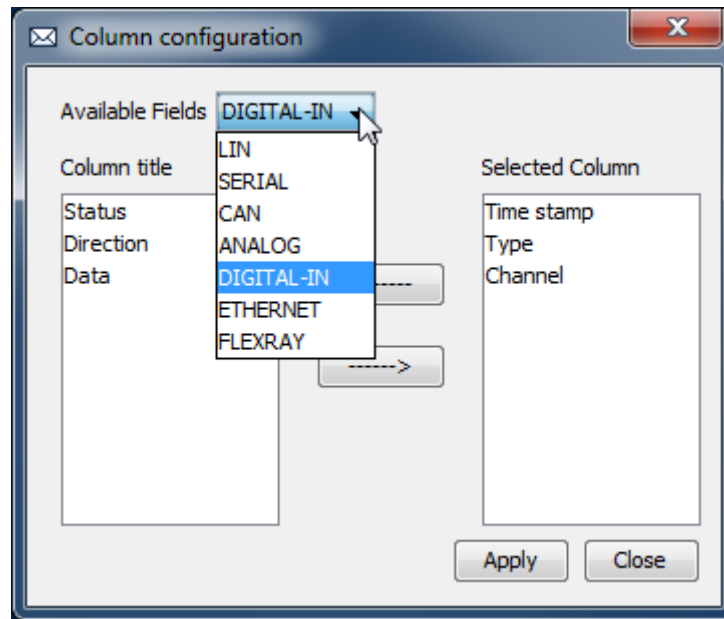 Column configuration
Available Fields DIGITAL-IN
LIN
SERIAL
CAN
ANALOG
DIGITAL-IN
ETHERNET
FLEXRAY
Column title
Status
Direction
Data
------>
Selected Column
Time stamp
Type
Channel
Apply
Close